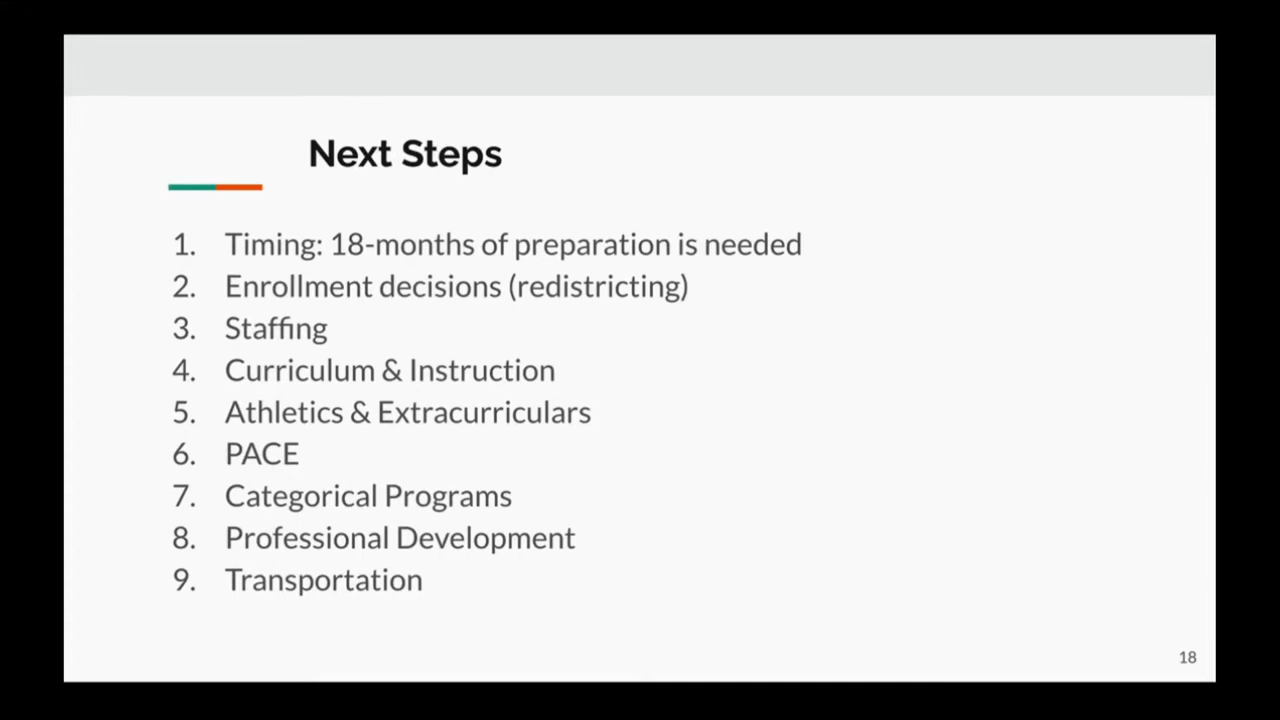 Next Steps
1. Timing: 18-months of preparation is needed
2. Enrollment decisions (redistricting)
3. Staffing
4. Curriculum & Instruction
5. Athletics & Extracurriculars
6. PACE
7. Categorical Programs
8. Professional Development
9. Transportation
18